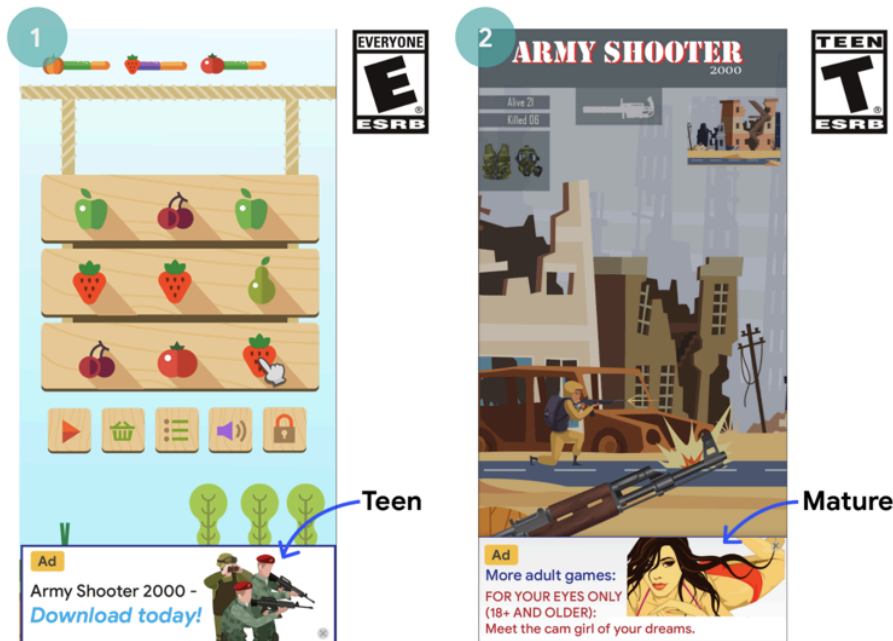 1
EVERYONE
E
ESRB
Teen
Ad
Army Shooter 2000 -
Download today!
2
ARMY SHOOTER
2000
Alive 21
Killed 06
TEEN
T
ESRB
Mature
Ad
More adult games:
FOR YOUR EYES ONLY
(18+ AND OLDER):
Meet the cam girl of your dreams.